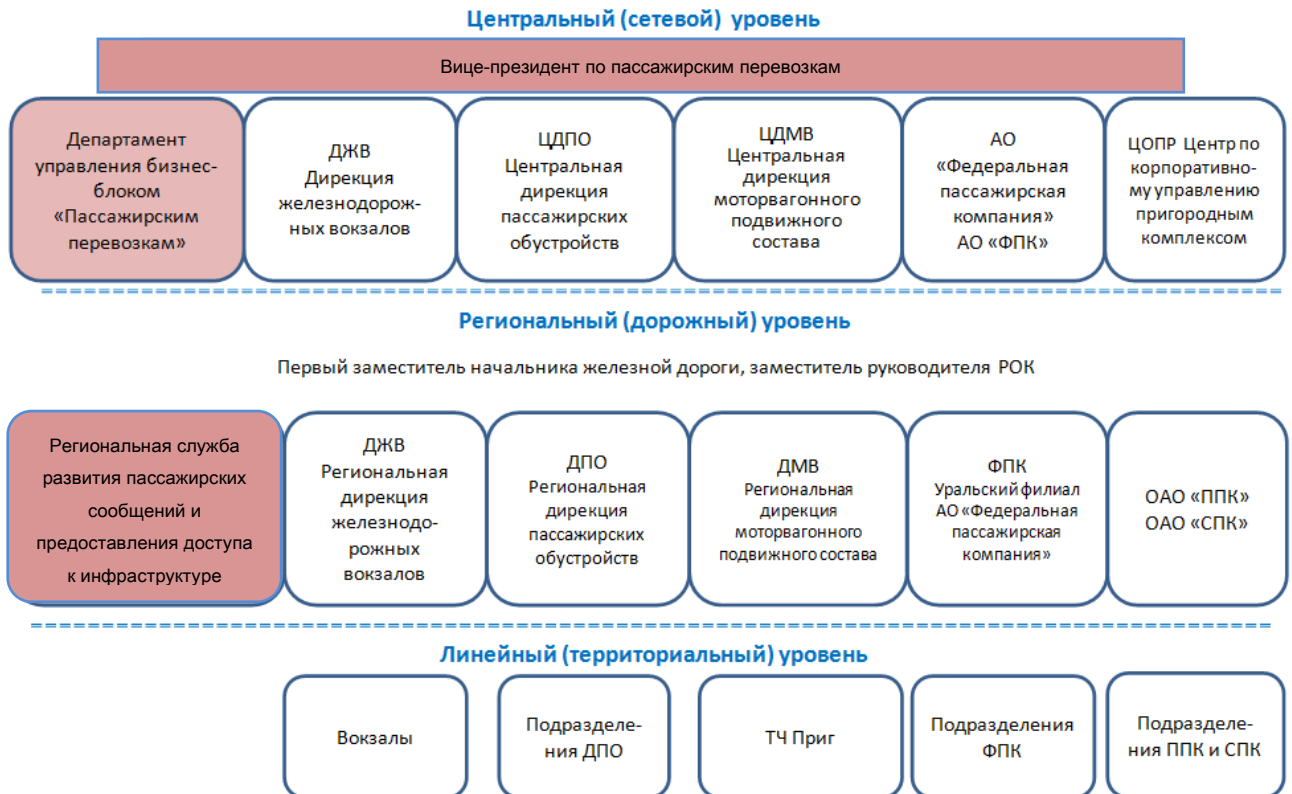 Центральный (сетевой) уровень
Вице-президент по пассажирским перевозкам
Департамент
управления бизнес-
блоком
«Пассажирским
перевозкам»
ДЖВ
Дирекция
железнодорож-
ных вокзалов
ЦДПО
Центральная
дирекция
пассажирских
обустройств
ЦДМВ
Центральная
дирекция
моторвагонного
подвижного
состава
АО
«Федеральная
пассажирская
компания»
АО «ФПК»
ЦОПР Центр по
корпоративно-
му управлению
пригородным
комплексом
Региональный (дорожный) уровень
Первый заместитель начальника железной дороги, заместитель руководителя РОК
Региональная служба
развития пассажирских
сообщений и
предоставления доступа
к инфраструктуре
ДЖВ
Региональная
дирекция
железнодо-
рожных
вокзалов
ДПО
Региональная
дирекция
пассажирских
обустройств
ДМВ
Региональная
дирекция
моторвагонного
подвижного состава
ФПК
Уральский филиал
АО «Федеральная
пассажирская
компания»
ОАО «ППК»
ОАО «СПК»
Линейный (территориальный) уровень
Вокзалы
Подразделе-
ния ДПО
ТЧ Приг
Подразделения
ФПК
Подразделе-
ния ППК и СПК